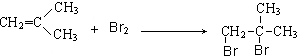 CH₃
CH₂=C
CH₃
+ Br₂
CH₃
CH₂—C—CH₃
Br Br